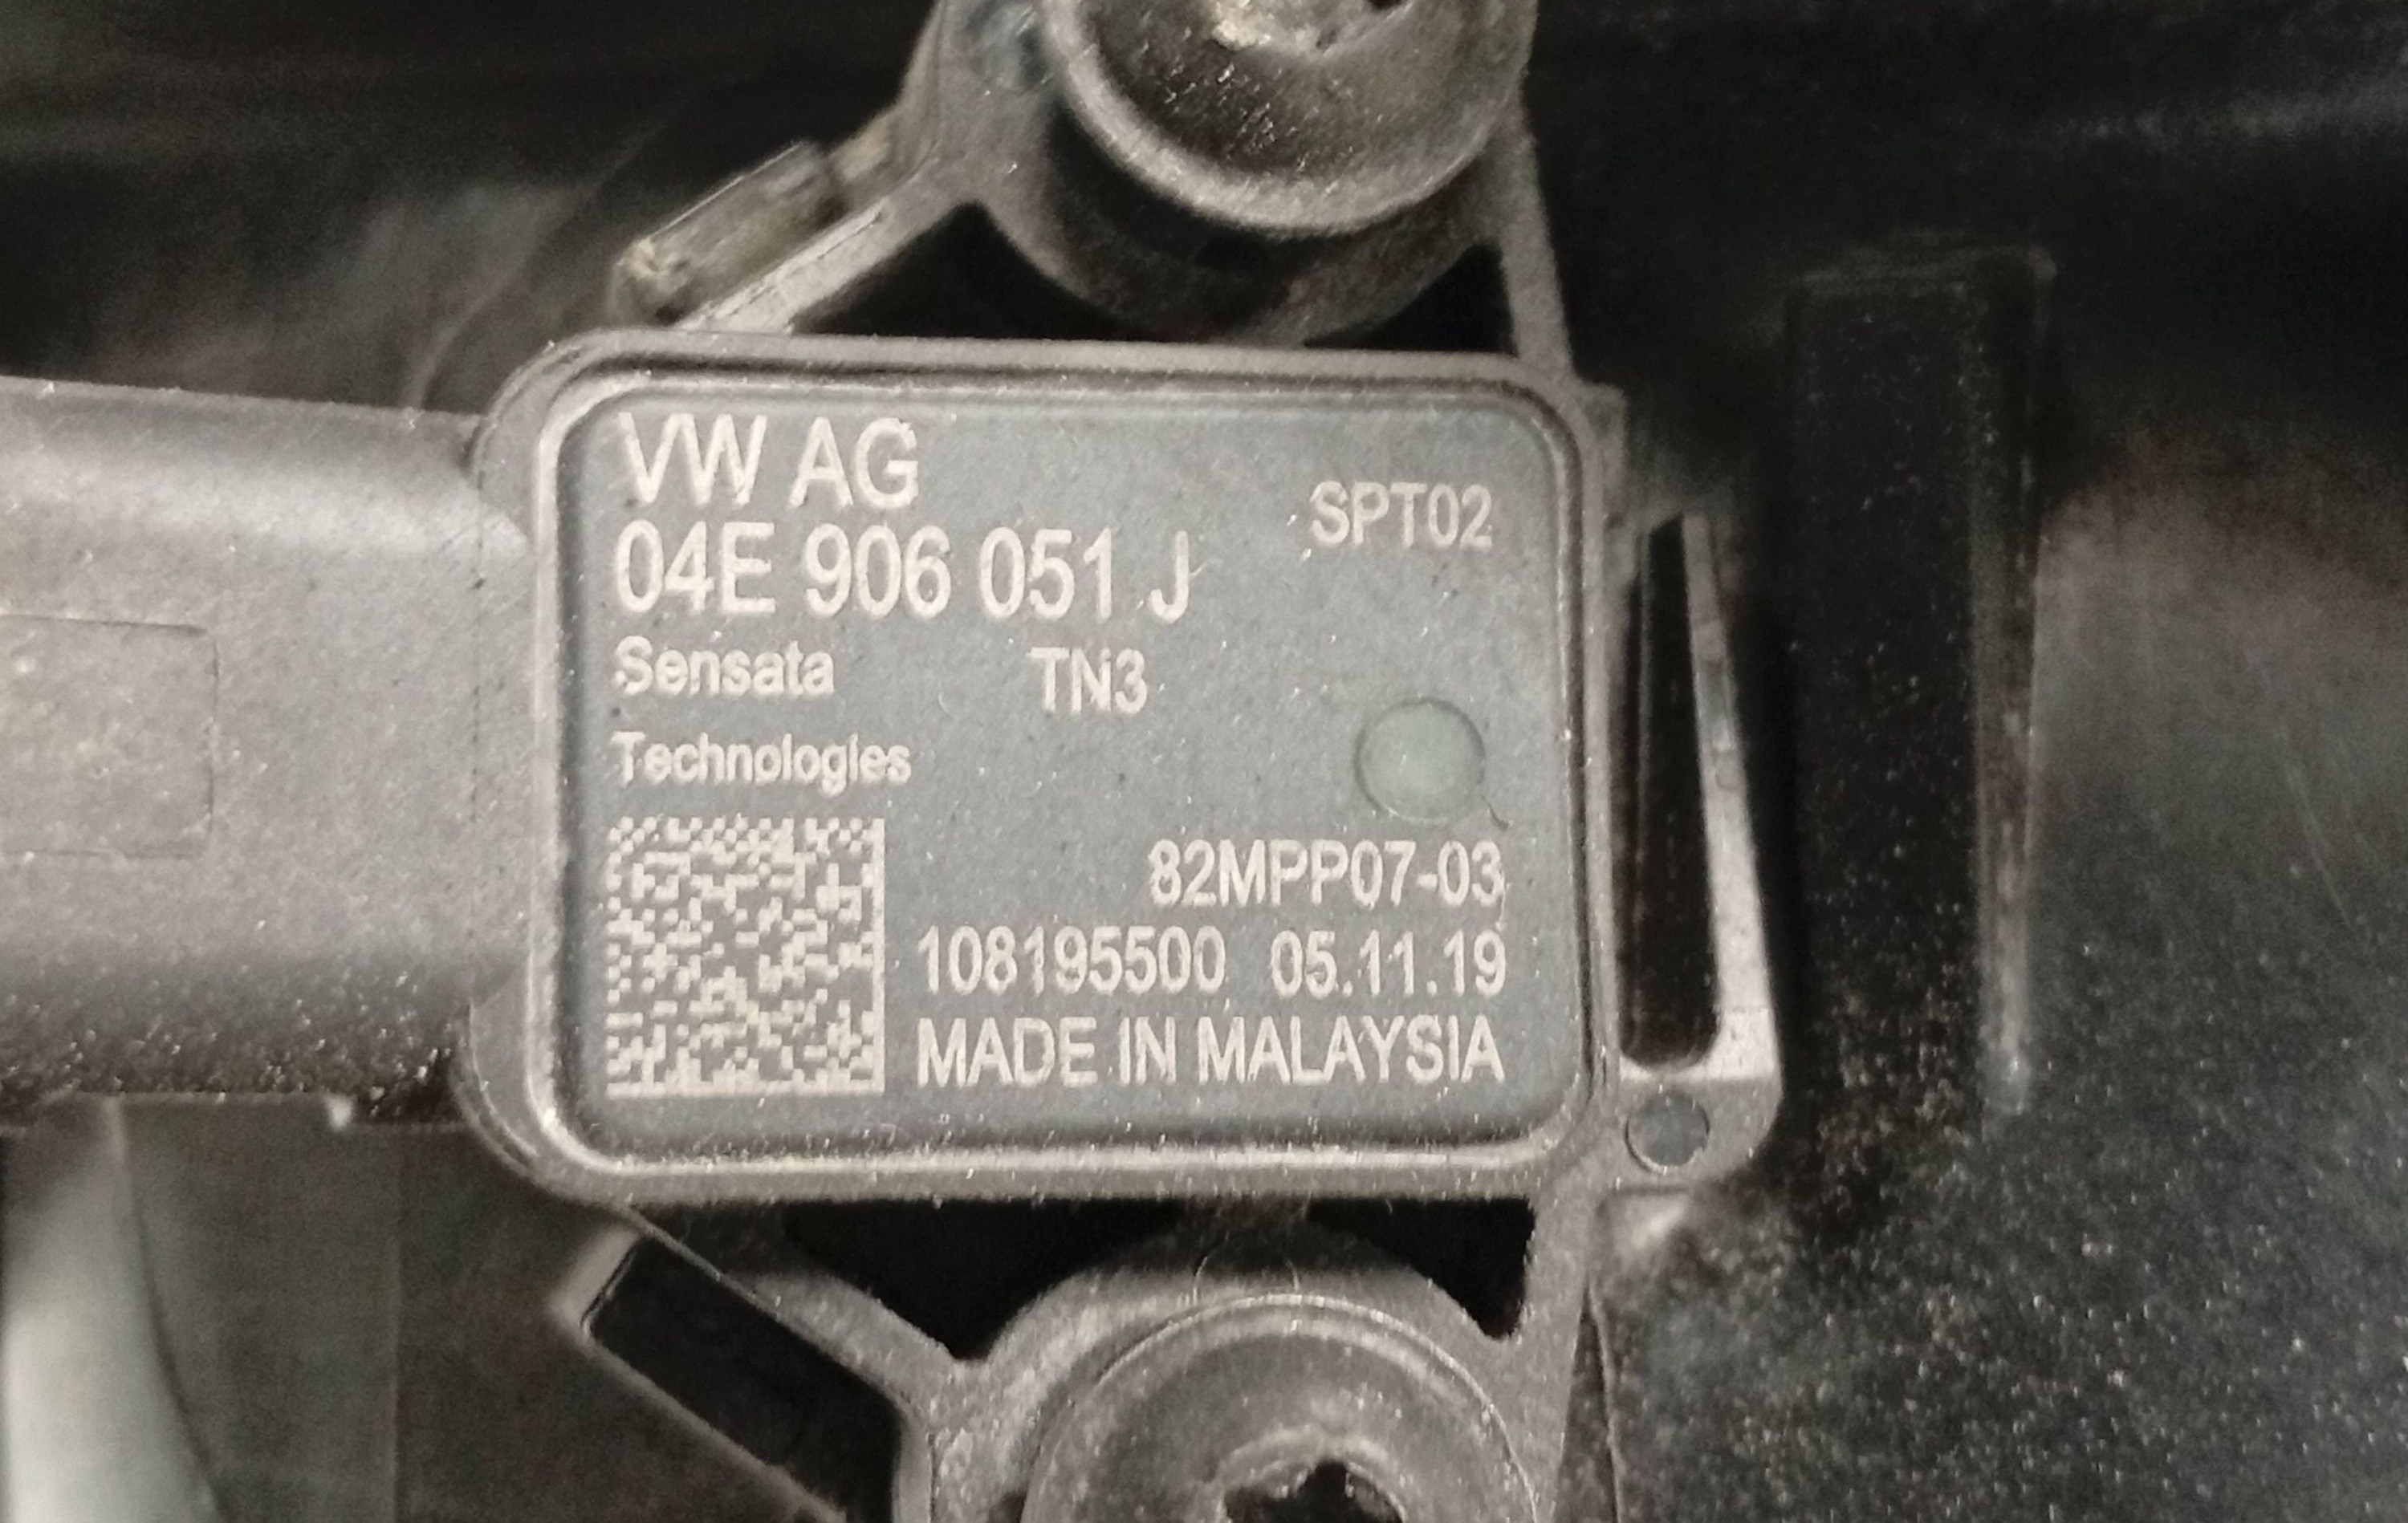 VW AG
SPT02
04E 906 051 J
Sensata TN3
Technologies
82MPP07-03
108195500 05.11.19
MADE IN MALAYSIA